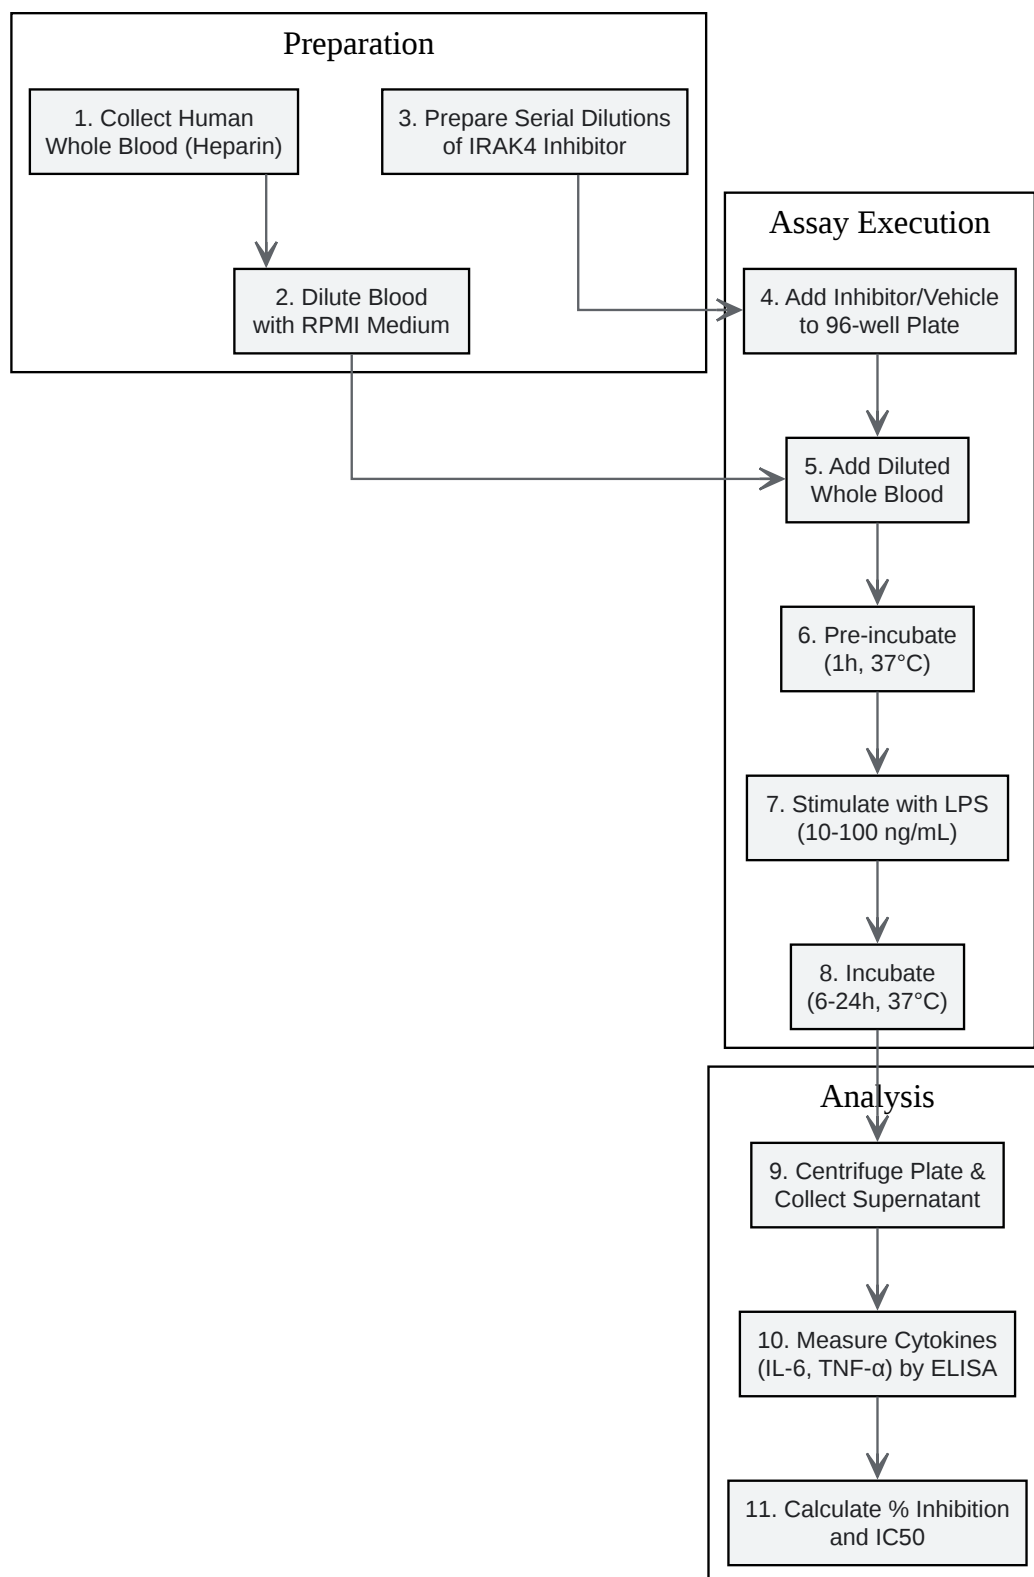 Preparation
1. Collect Human
Whole Blood (Heparin)
3. Prepare Serial Dilutions
of IRAK4 Inhibitor
2. Dilute Blood
with RPMI Medium
Assay Execution
4. Add Inhibitor/Vehicle
to 96-well Plate
5. Add Diluted
Whole Blood
6. Pre-incubate
(1h, 37°C)
7. Stimulate with LPS
(10-100 ng/mL)
8. Incubate
(6-24h, 37°C)
Analysis
9. Centrifuge Plate &
Collect Supernatant
10. Measure Cytokines
(IL-6, TNF-α) by ELISA
11. Calculate % Inhibition
and IC50